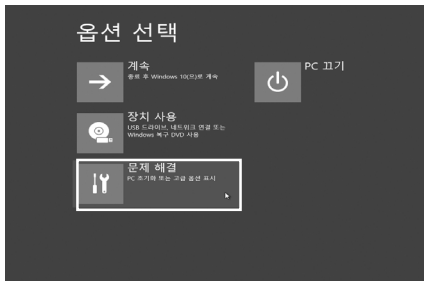 옵션 선택
계속
종료 후 Windows 10(으)로 계속
PC 끄기
장치 사용
USB 드라이브, 네트워크 연결 또는
Windows 복구 DVD 사용
문제 해결
PC 초기화 또는 고급 옵션 표시